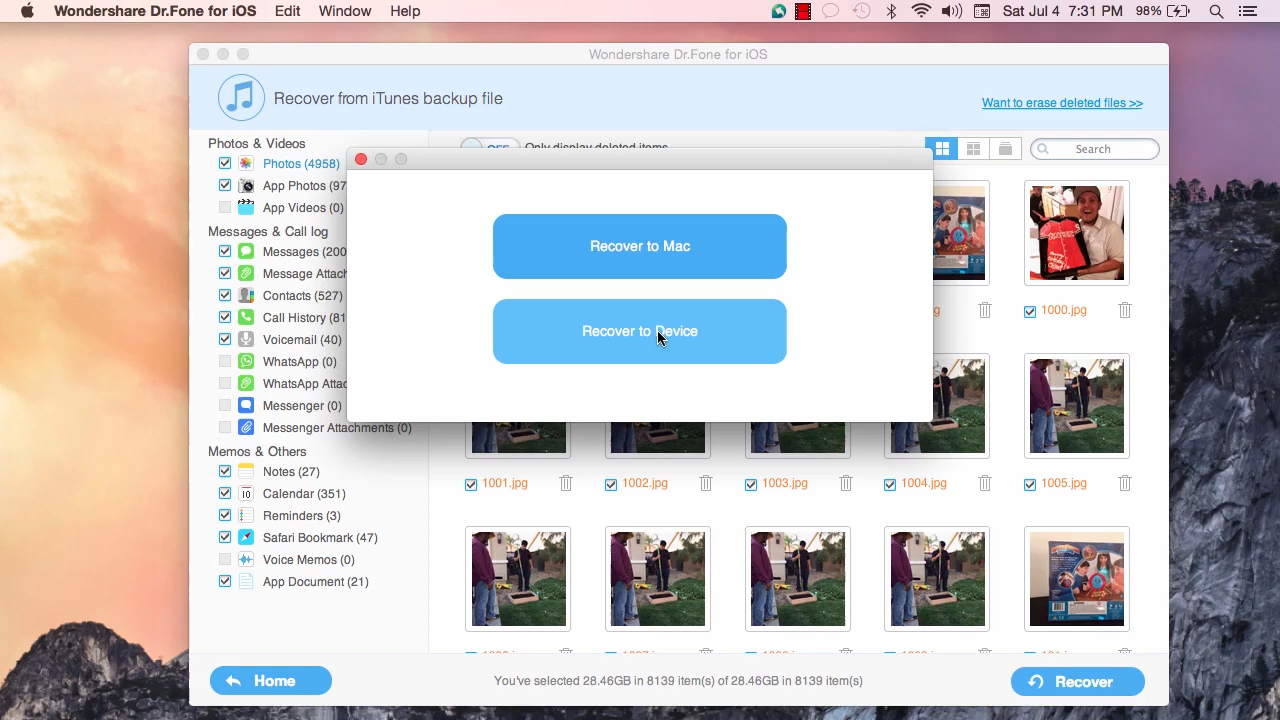 Wondershare Dr.Fone for iOS Edit Window Help Sat Jul 4 7:31 PM 98%
Wondershare Dr.Fone for iOS
Recover from iTunes backup file
Want to erase deleted files >>
Photos & Videos
Photos (4958)
App Photos (97
App Videos (0)
Messages & Call log
Messages (200
Message Attach
Contacts (527)
Call History (81
Voicemail (40)
WhatsApp (0)
WhatsApp Attac
Messenger (0)
Messenger Attachments (0)
Memos & Others
Notes (27)
10
Calendar (351)
Reminders (3)
Safari Bookmark (47)
Voice Memos (0)
App Document (21)
OFF Only display deleted items
Search
Recover to Mac
Recover to Device
g
1000.jpg
1001.jpg 1002.jpg 1003.jpg 1004.jpg 1005.jpg
Home
You've selected 28.46GB in 8139 item(s) of 28.46GB in 8139 item(s)
Recover